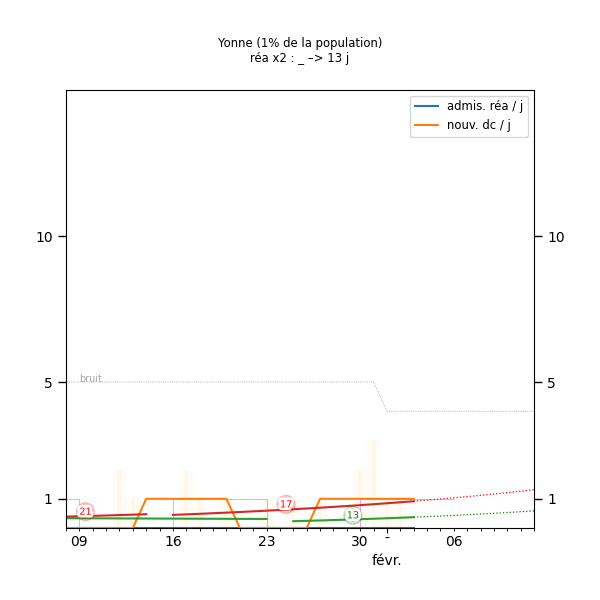 Yonne (1% de la population)
réa x2 : _ –> 13 j
admis. réa / j
nouv. dc / j
10 10
bruit
5 5
1 1
21
17
13
09 16 23 30 - 06
févr.